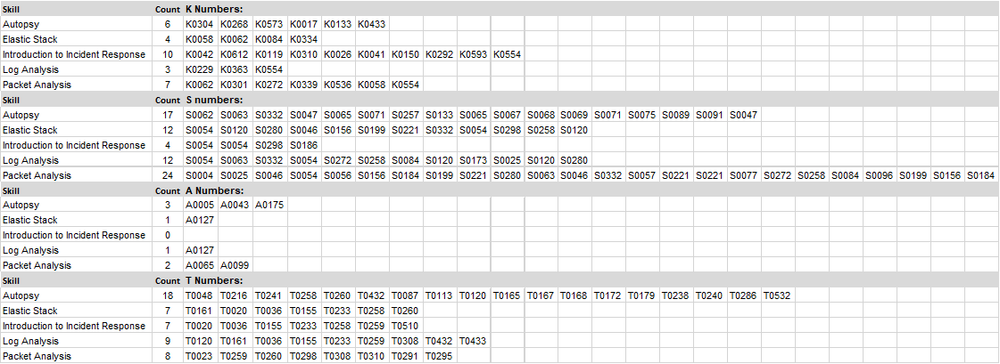 Skill Count K Numbers:
Autopsy 6 K0304 K0268 K0573 K0017 K0133 K0433
Elastic Stack 4 K0058 K0062 K0084 K0334
Introduction to Incident Response 10 K0042 K0612 K0119 K0310 K0026 K0041 K0150 K0292 K0593 K0554
Log Analysis 3 K0229 K0363 K0554
Packet Analysis 7 K0062 K0301 K0272 K0339 K0536 K0058 K0554
Skill Count S numbers:
Autopsy 17 S0062 S0063 S0332 S0047 S0065 S0071 S0257 S0133 S0065 S0067 S0068 S0069 S0071 S0075 S0089 S0091 S0047
Elastic Stack 12 S0054 S0120 S0280 S0046 S0156 S0199 S0221 S0332 S0054 S0298 S0258 S0120
Introduction to Incident Response 4 S0054 S0054 S0298 S0186
Log Analysis 12 S0054 S0063 S0332 S0054 S0272 S0258 S0084 S0120 S0173 S0025 S0120 S0280
Packet Analysis 24 S0004 S0025 S0046 S0054 S0056 S0156 S0184 S0199 S0221 S0280 S0063 S0046 S0332 S0057 S0221 S0221 S0077 S0272 S0258 S0084 S0096 S0199 S0156 S0184
Skill Count A Numbers:
Autopsy 3 A0005 A0043 A0175
Elastic Stack 1 A0127
Introduction to Incident Response 0
Log Analysis 1 A0127
Packet Analysis 2 A0065 A0099
Skill Count T Numbers:
Autopsy 18 T0048 T0216 T0241 T0258 T0260 T0432 T0087 T0113 T0120 T0165 T0167 T0168 T0172 T0179 T0238 T0240 T0286 T0532
Elastic Stack 7 T0161 T0020 T0036 T0155 T0233 T0258 T0260
Introduction to Incident Response 7 T0020 T0036 T0155 T0233 T0258 T0259 T0510
Log Analysis 9 T0120 T0161 T0036 T0155 T0233 T0259 T0308 T0432 T0433
Packet Analysis 8 T0023 T0259 T0260 T0298 T0308 T0310 T0291 T0295